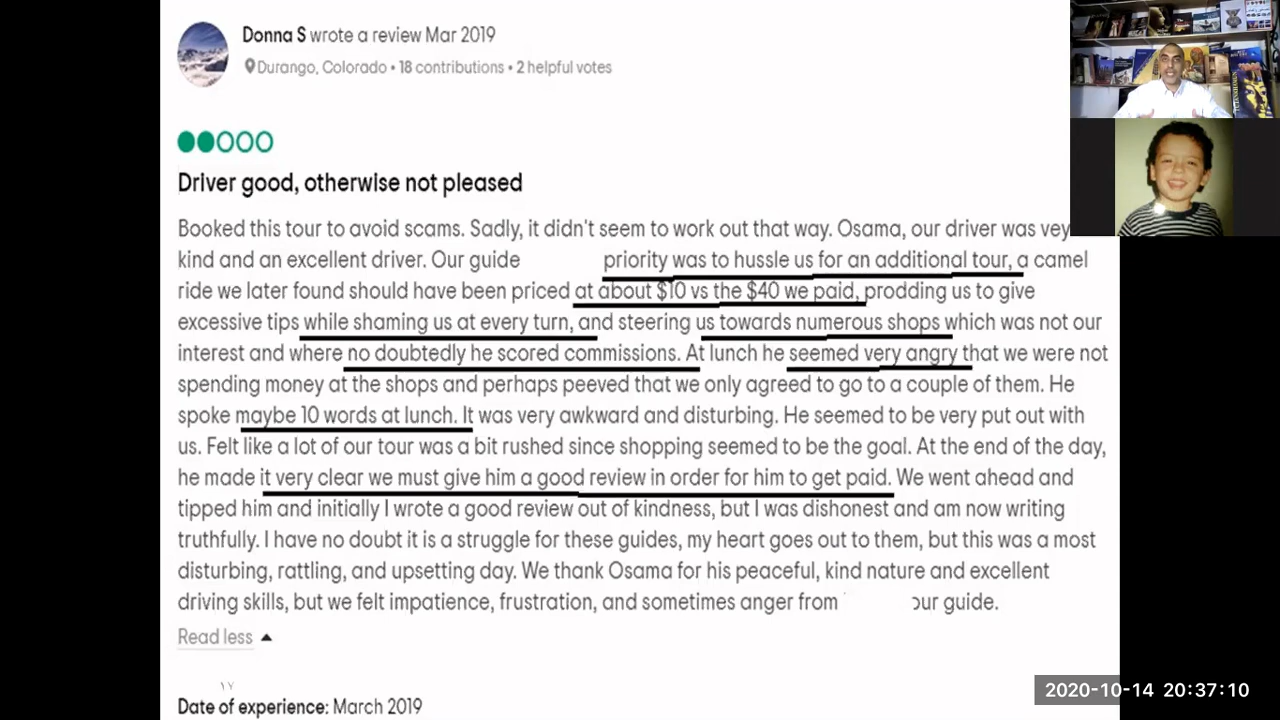 Donna S wrote a review Mar 2019
Durango, Colorado • 18 contributions • 2 helpful votes
Driver good, otherwise not pleased
Booked this tour to avoid scams. Sadly, it didn't seem to work out that way. Osama, our driver was vey
kind and an excellent driver. Our guide priority was to hussle us for an additional tour, a camel
ride we later found should have been priced at about $10 vs the $40 we paid, prodding us to give
excessive tips while shaming us at every turn, and steering us towards numerous shops which was not our
interest and where no doubtedly he scored commissions. At lunch he seemed very angry that we were not
spending money at the shops and perhaps peeved that we only agreed to go to a couple of them. He
spoke maybe 10 words at lunch. It was very awkward and disturbing. He seemed to be very put out with
us. Felt like a lot of our tour was a bit rushed since shopping seemed to be the goal. At the end of the day,
he made it very clear we must give him a good review in order for him to get paid. We went ahead and
tipped him and initially I wrote a good review out of kindness, but I was dishonest and am now writing
truthfully. I have no doubt it is a struggle for these guides, my heart goes out to them, but this was a most
disturbing, rattling, and upsetting day. We thank Osama for his peaceful, kind nature and excellent
driving skills, but we felt impatience, frustration, and sometimes anger from our guide.
Read less
Date of experience: March 2019
2020-10-14 20:37:10